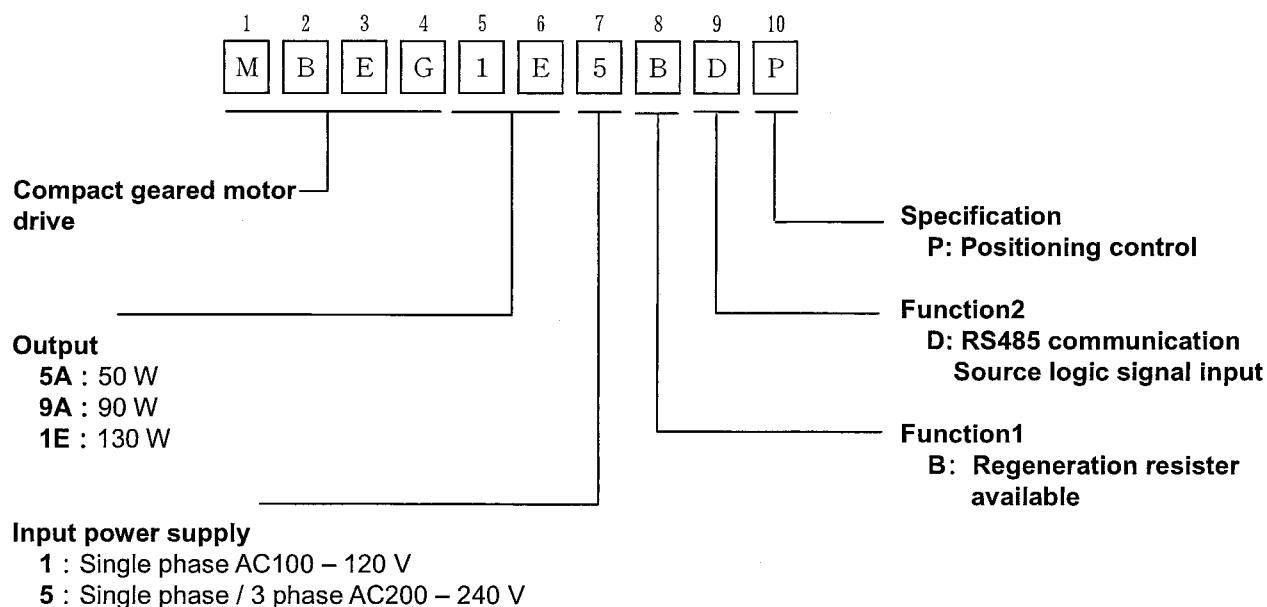 1 2 3 4 5 6 7 8 9 10
M B E G 1 E 5 B D P
Compact geared motor
drive
Output
5A : 50 W
9A : 90 W
1E : 130 W
Input power supply
1 : Single phase AC100 – 120 V
5 : Single phase / 3 phase AC200 – 240 V
Specification
P: Positioning control
Function2
D: RS485 communication
Source logic signal input
Function1
B: Regeneration resister
available